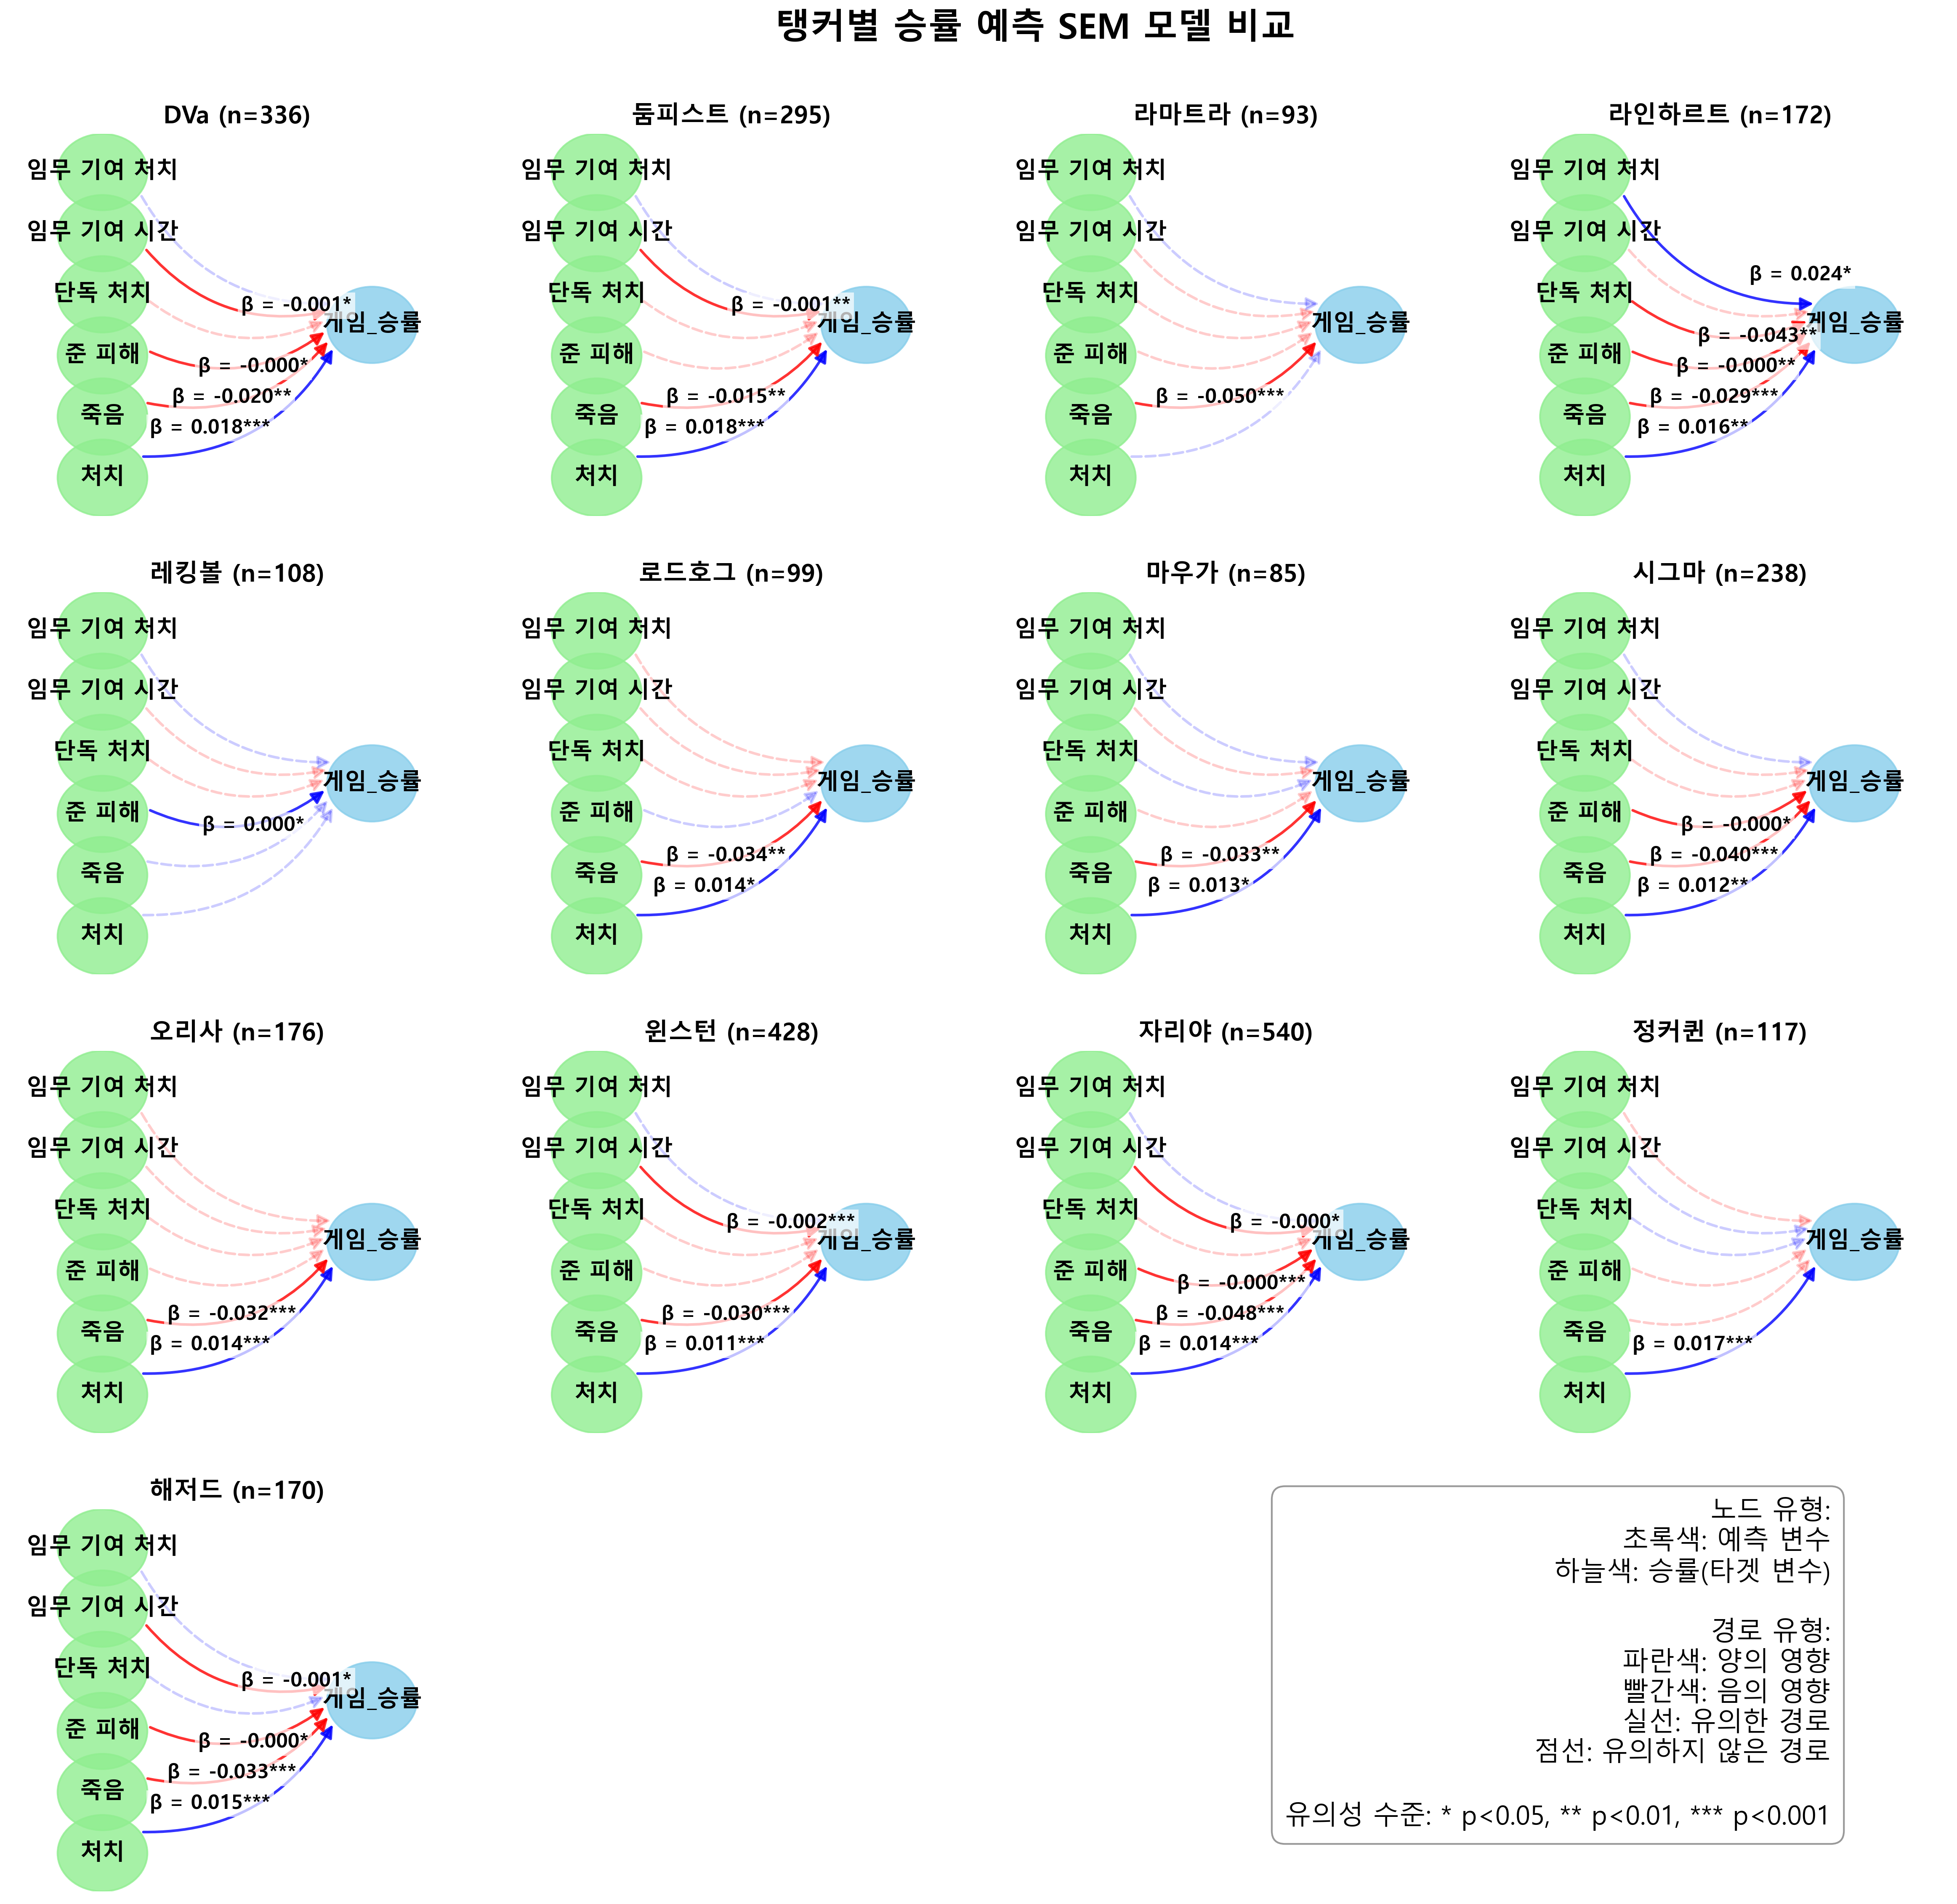 탱커별 승률 예측 SEM 모델 비교
DVa (n=336)
임무 기여 처치
임무 기여 시간
단독 처치
준 피해
죽음
처치
게임_승률
β = -0.001*
β = -0.000*
β = -0.020**
β = 0.018***
둠피스트 (n=295)
임무 기여 처치
임무 기여 시간
단독 처치
준 피해
죽음
처치
게임_승률
β = -0.001**
β = -0.015**
β = 0.018***
라마트라 (n=93)
임무 기여 처치
임무 기여 시간
단독 처치
준 피해
죽음
처치
게임_승률
β = -0.050***
라인하르트 (n=172)
임무 기여 처치
임무 기여 시간
단독 처치
준 피해
죽음
처치
게임_승률
β = 0.024*
β = -0.043**
β = -0.000**
β = -0.029***
β = 0.016**
레킹볼 (n=108)
임무 기여 처치
임무 기여 시간
단독 처치
준 피해
죽음
처치
게임_승률
β = 0.000*
로드호그 (n=99)
임무 기여 처치
임무 기여 시간
단독 처치
준 피해
죽음
처치
게임_승률
β = -0.034**
β = 0.014*
마우가 (n=85)
임무 기여 처치
임무 기여 시간
단독 처치
준 피해
죽음
처치
게임_승률
β = -0.033**
β = 0.013*
시그마 (n=238)
임무 기여 처치
임무 기여 시간
단독 처치
준 피해
죽음
처치
게임_승률
β = -0.000*
β = -0.040***
β = 0.012**
오리사 (n=176)
임무 기여 처치
임무 기여 시간
단독 처치
준 피해
죽음
처치
게임_승률
β = -0.032***
β = 0.014***
윈스턴 (n=428)
임무 기여 처치
임무 기여 시간
단독 처치
준 피해
죽음
처치
게임_승률
β = -0.002***
β = -0.030***
β = 0.011***
자리야 (n=540)
임무 기여 처치
임무 기여 시간
단독 처치
준 피해
죽음
처치
게임_승률
β = -0.000*
β = -0.000***
β = -0.048***
β = 0.014***
정커퀸 (n=117)
임무 기여 처치
임무 기여 시간
단독 처치
준 피해
죽음
처치
게임_승률
β = 0.017***
해저드 (n=170)
임무 기여 처치
임무 기여 시간
단독 처치
준 피해
죽음
처치
게임_승률
β = -0.001*
β = -0.000*
β = -0.033***
β = 0.015***
노드 유형:
초록색: 예측 변수
하늘색: 승률(타겟 변수)
경로 유형:
파란색: 양의 영향
빨간색: 음의 영향
실선: 유의한 경로
점선: 유의하지 않은 경로
유의성 수준: * p<0.05, ** p<0.01, *** p<0.001